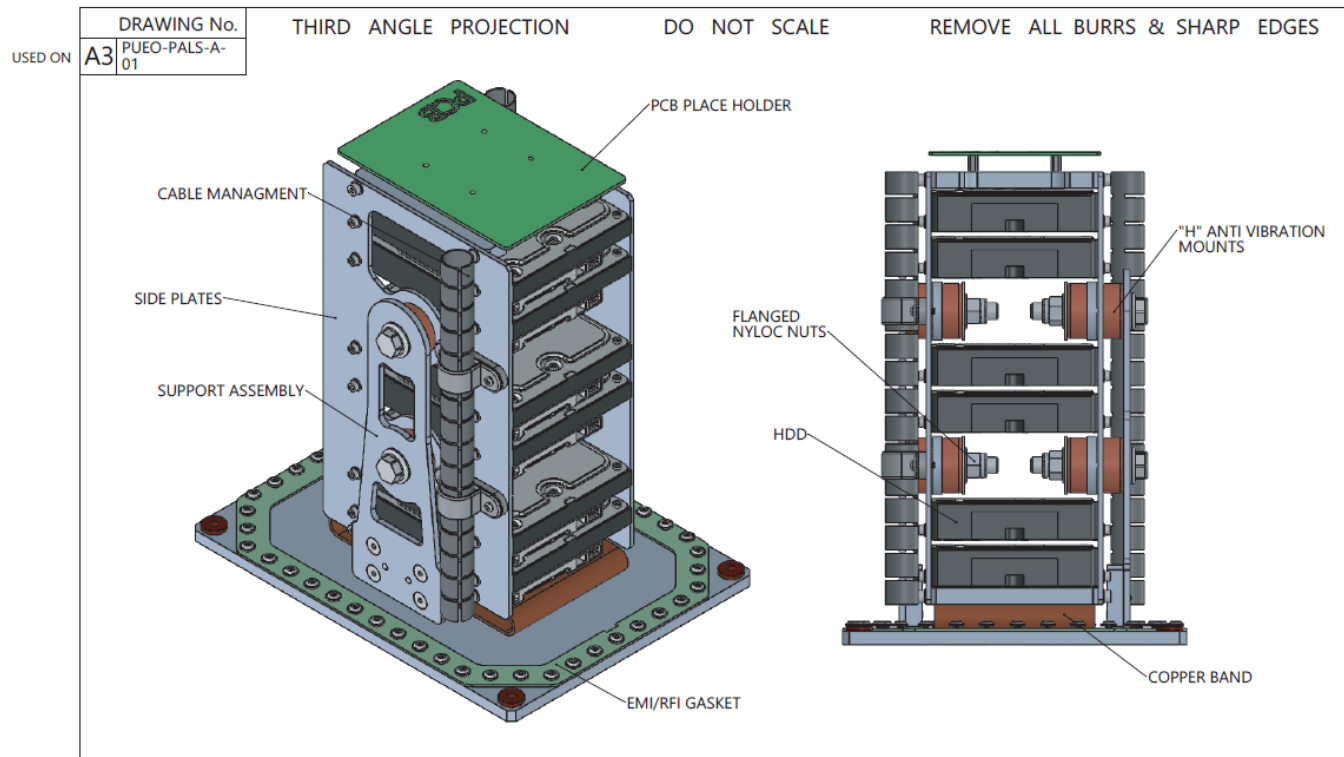 DRAWING No.
THIRD ANGLE PROJECTION
DO NOT SCALE
REMOVE ALL BURRS & SHARP EDGES
USED ON
A3
PUEO-PALS-A-
01
PCB PLACE HOLDER
CABLE MANAGMENT
SIDE PLATES
SUPPORT ASSEMBLY
EMI/RFI GASKET
"H" ANTI VIBRATION
MOUNTS
FLANGED
NYLOC NUTS
HDD
COPPER BAND
PCB